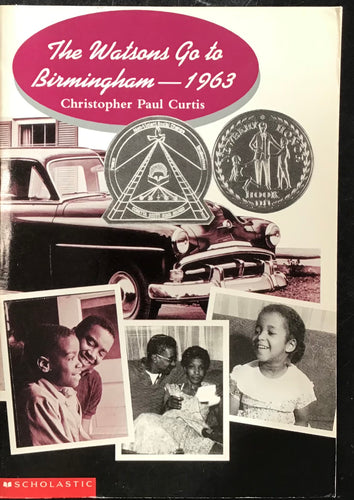 The Watsons Go to
Birmingham—1963
Christopher Paul Curtis
SCHOLASTIC